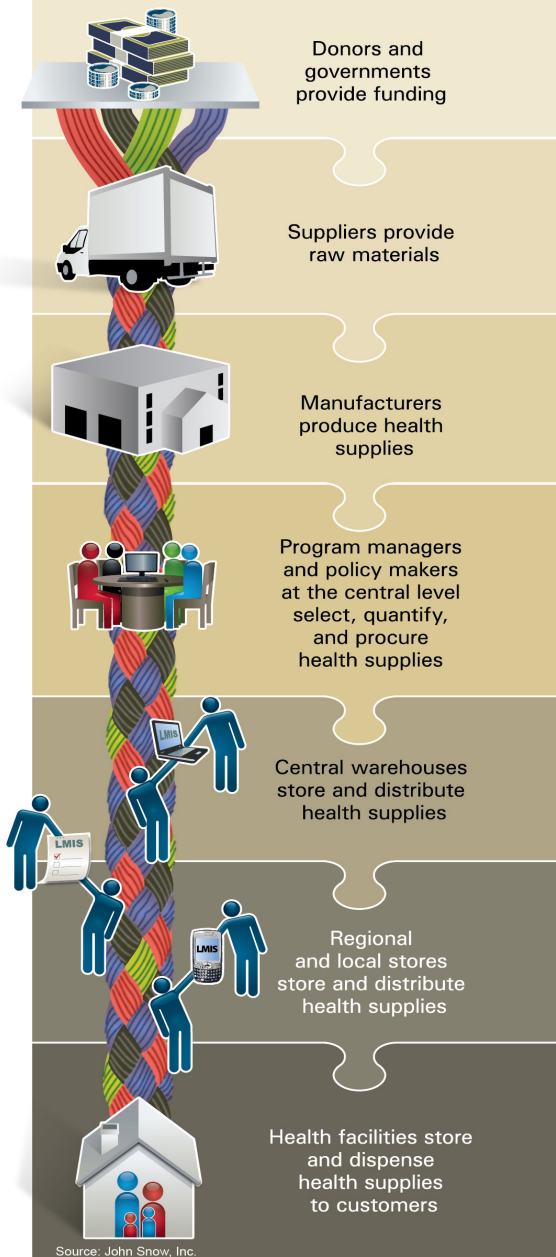 Donors and
governments
provide funding
Suppliers provide
raw materials
Manufacturers
produce health
supplies
Program managers
and policy makers
at the central level
select, quantify,
and procure
health supplies
LMIS
Central warehouses
store and distribute
health supplies
LMIS
Regional
and local stores
store and distribute
health supplies
LMIS
Health facilities store
and dispense
health supplies
to customers
Source: John Snow, Inc.